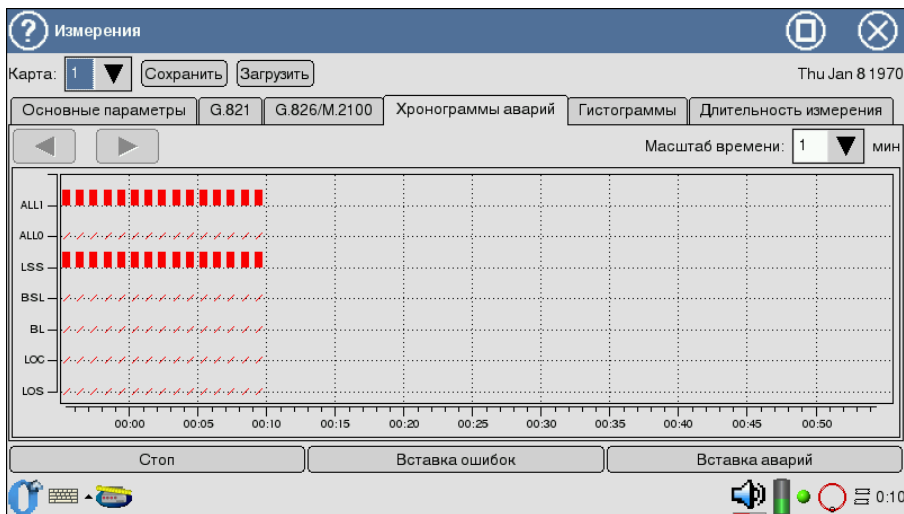 Измерения
Карта: 1 Сохранить Загрузить Thu Jan 8 1970
Основные параметры G.821 G.826/M.2100 Хронограммы аварий Гистограммы Длительность измерения
Масштаб времени: 1 мин
ALL1
ALL0
LSS
BSL
BL
LOC
LOS
00:00 00:05 00:10 00:15 00:20 00:25 00:30 00:35 00:40 00:45 00:50
Стоп Вставка ошибок Вставка аварий
0:10